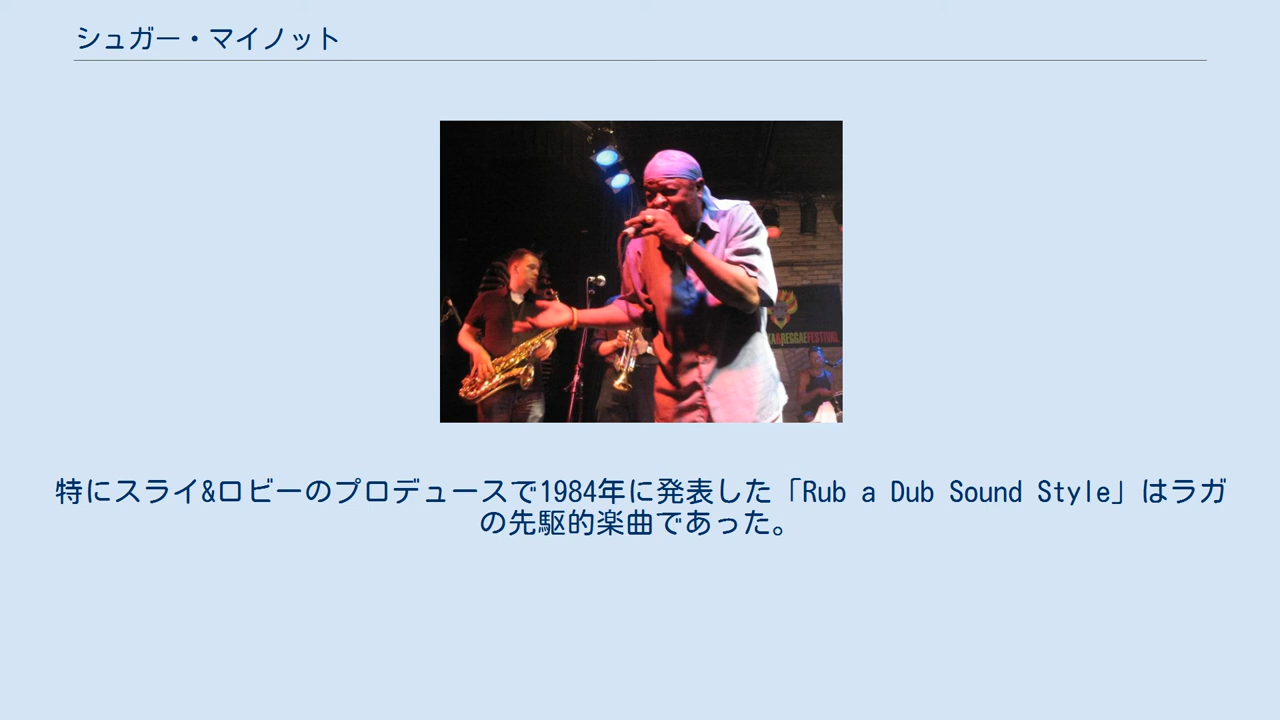 シュガー・マイノット
REGGAEFESTIVAL
特にスライ&ロビーのプロデュースで1984年に発表した「Rub a Dub Sound Style」はラガ
の先駆的楽曲であった。